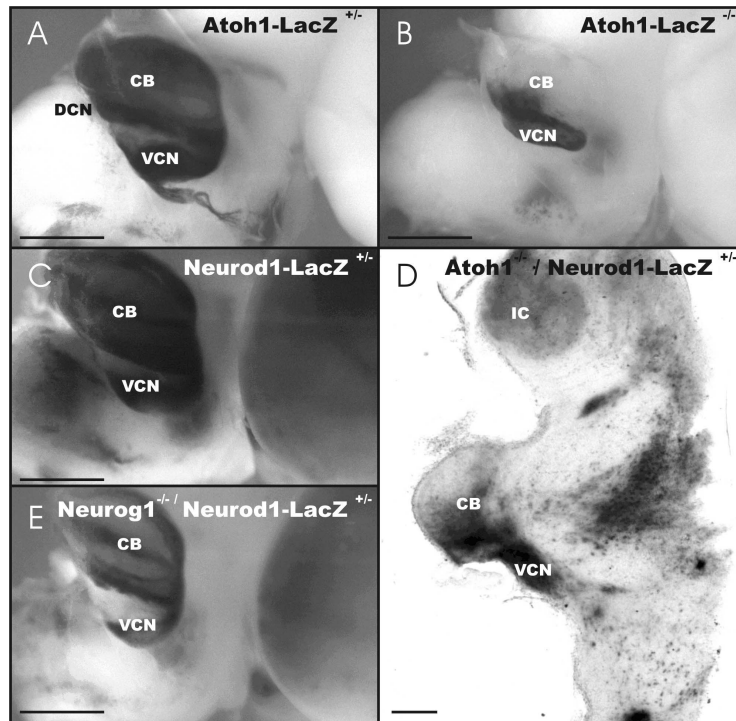 A
Atoh1-LacZ +/-
CB
DCN
VCN
B
Atoh1-LacZ -/-
CB
VCN
C
Neurod1-LacZ +/-
CB
VCN
D
Atoh1-/-/ Neurod1-LacZ +/-
IC
CB
VCN
E
Neurog1-/-/ Neurod1-LacZ +/-
CB
VCN